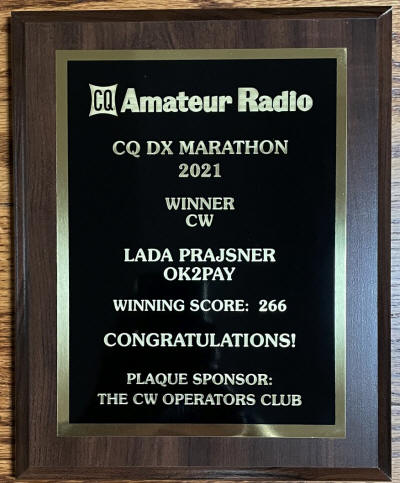 CQ Amateur Radio
CQ DX MARATHON
2021
WINNER
CW
LADA PRAJSNER
OK2PAY
WINNING SCORE: 266
CONGRATULATIONS!
PLAQUE SPONSOR:
THE CW OPERATORS CLUB